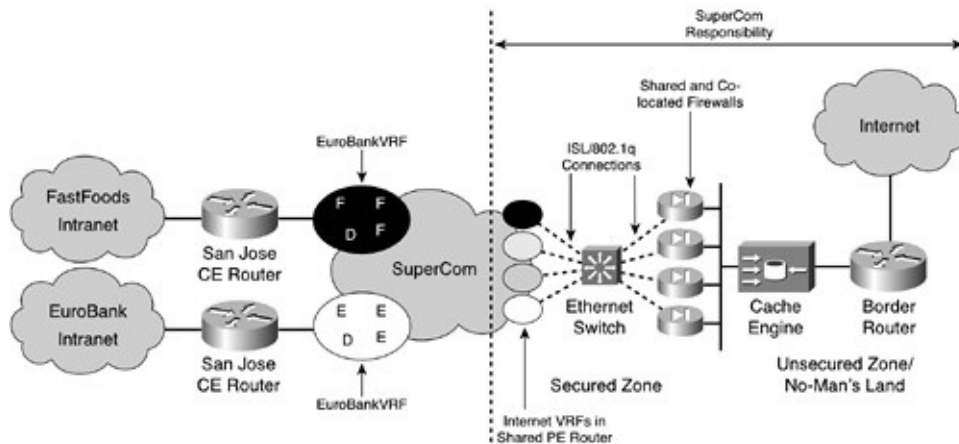 SuperCom
Responsibility
Shared and Co-
located Firewalls
Internet
EuroBankVRF
ISL/802.1q
Connections
FastFoods
Intranet
F F
D F
San Jose
CE Router
SuperCom
EuroBank
Intranet
E E
D E
San Jose
CE Router
Ethernet
Switch
Cache
Engine
Border
Router
EuroBankVRF
Secured Zone
Unsecured Zone/
No-Man's Land
Internet VRFs in
Shared PE Router